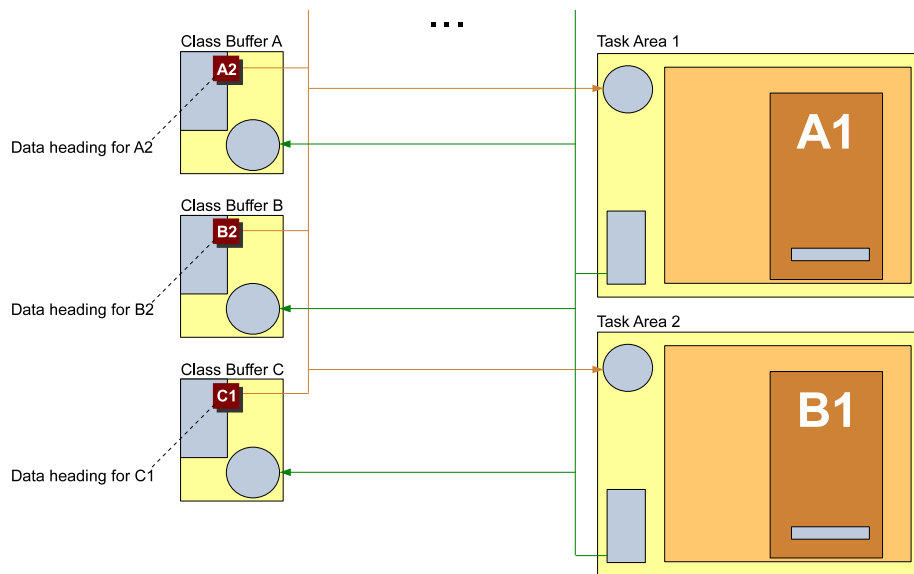 ...
Class Buffer A
Task Area 1
A2
A1
Data heading for A2
Class Buffer B
B2
Data heading for B2
Task Area 2
Class Buffer C
C1
B1
Data heading for C1